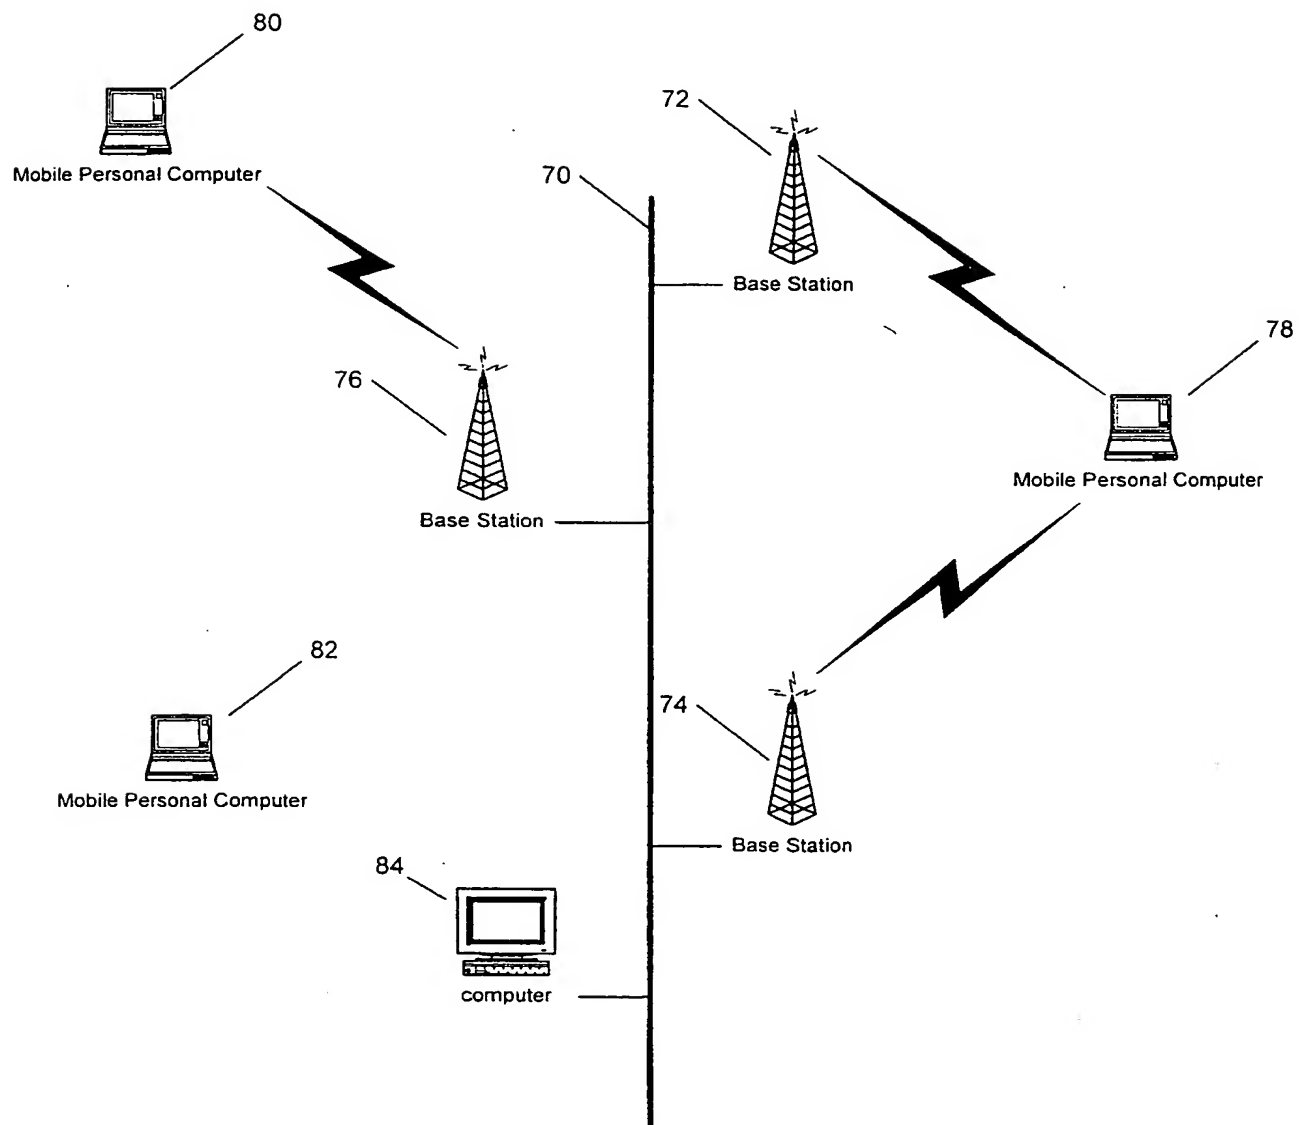 80
Mobile Personal Computer
72
70
Base Station
78
76
Mobile Personal Computer
Base Station
82
74
Mobile Personal Computer
Base Station
84
computer